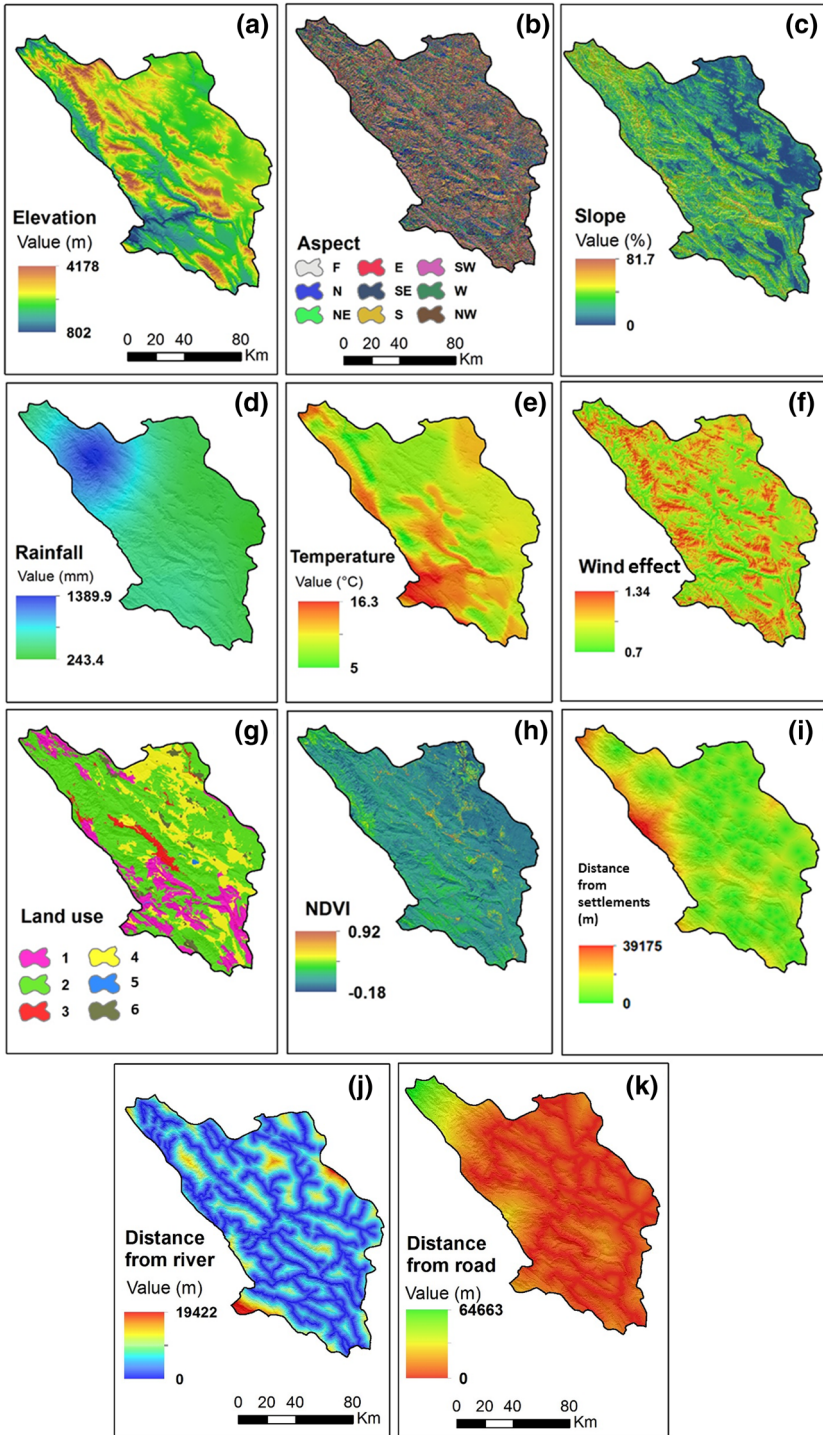 (a)
Elevation
Value (m)
4178
802
0 20 40 80
Km
(b)
Aspect
F E SW
N SE W
NE S NW
0 20 40 80
Km
(c)
Slope
Value (%)
81.7
0
(d)
Rainfall
Value (mm)
1389.9
243.4
(e)
Temperature
Value (°C)
16.3
5
(f)
Wind effect
1.34
0.7
(g)
Land use
1 4
2 5
3 6
(h)
NDVI
0.92
-0.18
(i)
Distance
from
settlements
(m)
39175
0
(j)
Distance
from river
Value (m)
19422
0
0 20 40 80
Km
(k)
Distance
from road
Value (m)
64663
0
0 20 40 80
Km